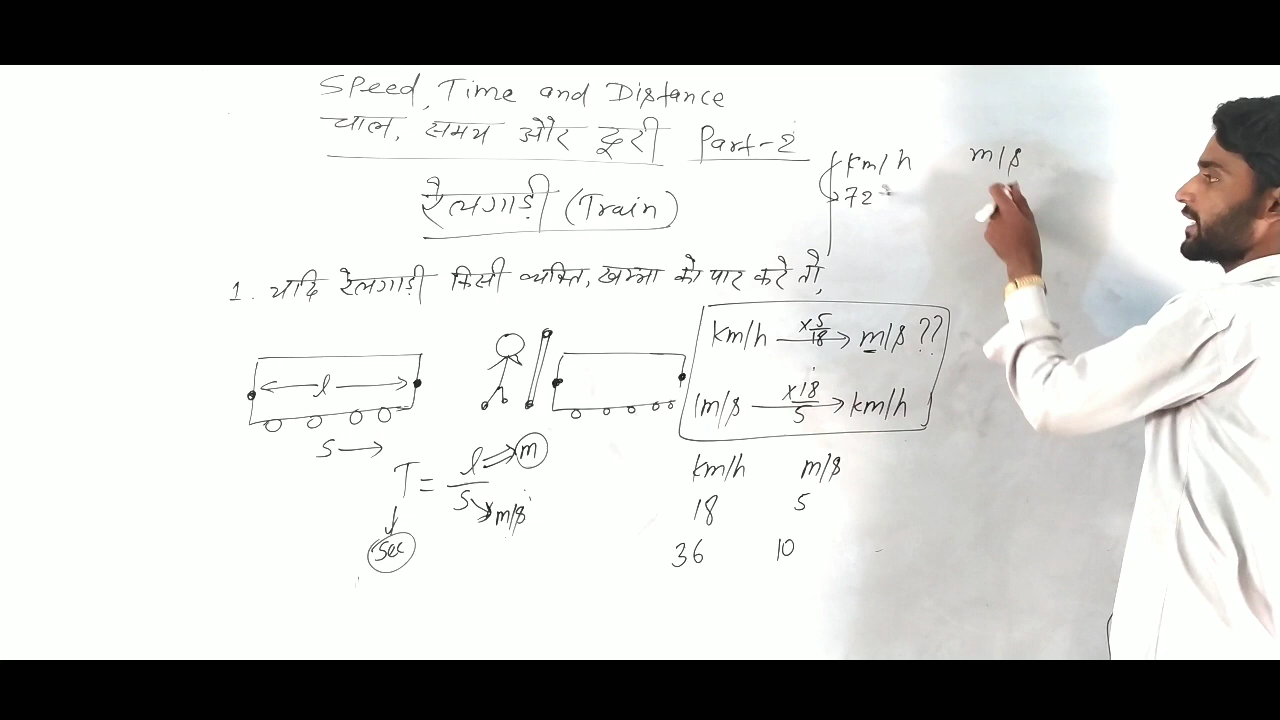 Speed, Time and Distance
चाल, समय और दूरी Part-2
रेलगाड़ी (Train)
km/h m/s
72
1. यदि रेलगाड़ी किसी व्यक्ति, खम्भा को पार करे तो,
km/h ×5/18 → m/s ??
l
1m/s ×18/5 → km/h
S →
T = l/S
m
m/s
Sec
km/h m/s
18 5
36 10